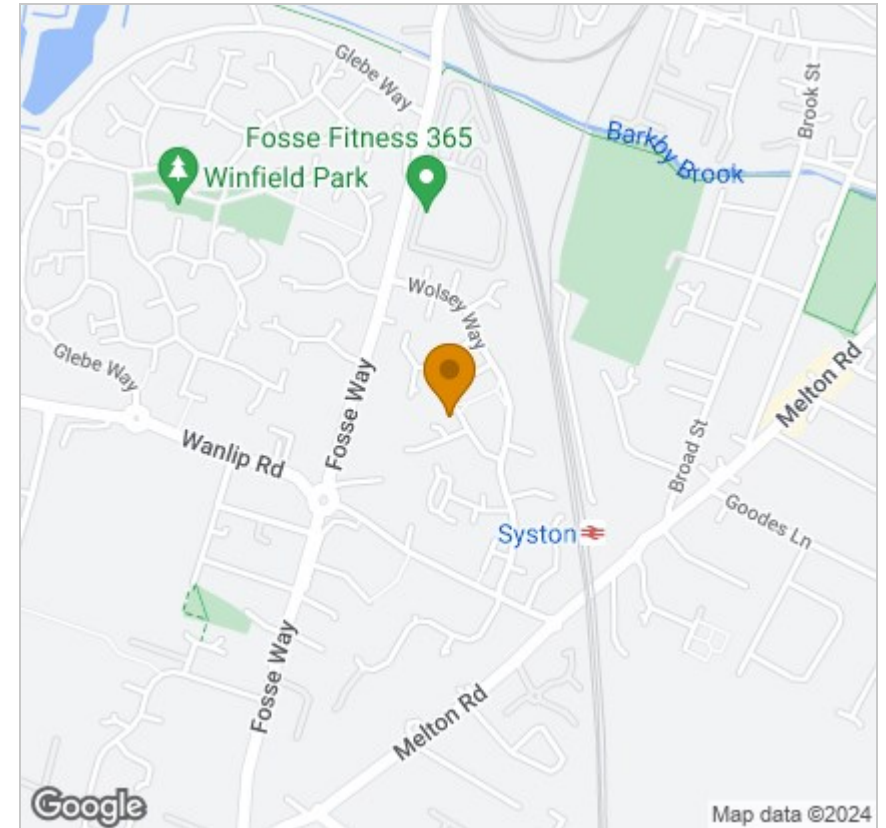 Glebe Way
Brook St
Fosse Fitness 365
Barkby Brook
Winfield Park
Wolsey Way
Glebe Way
Fosse Way
Melton Rd
Wanlip Rd
Broad St
Goodes Ln
Syston
Fosse Way
Melton Rd
Google
Map data ©2024